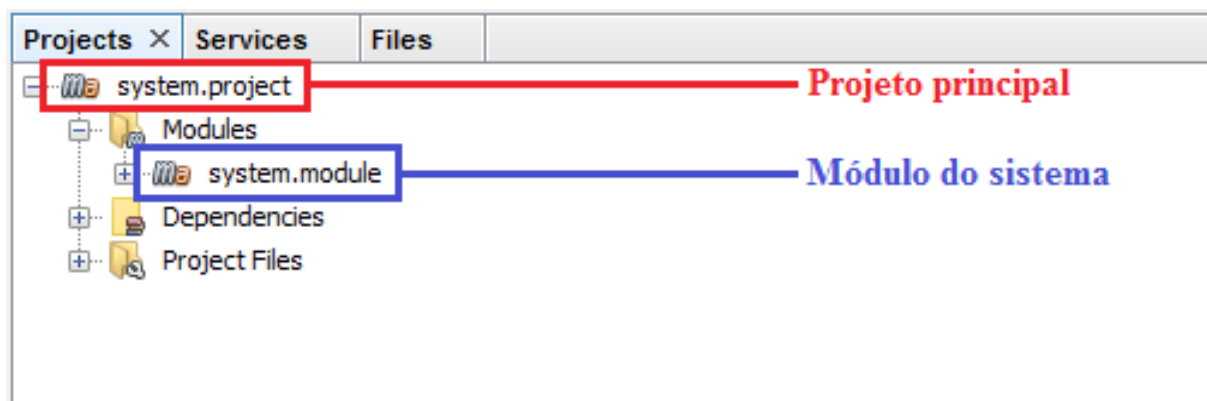 Projects Services Files
system.project Projeto principal
Modules
system.module Módulo do sistema
Dependencies
Project Files